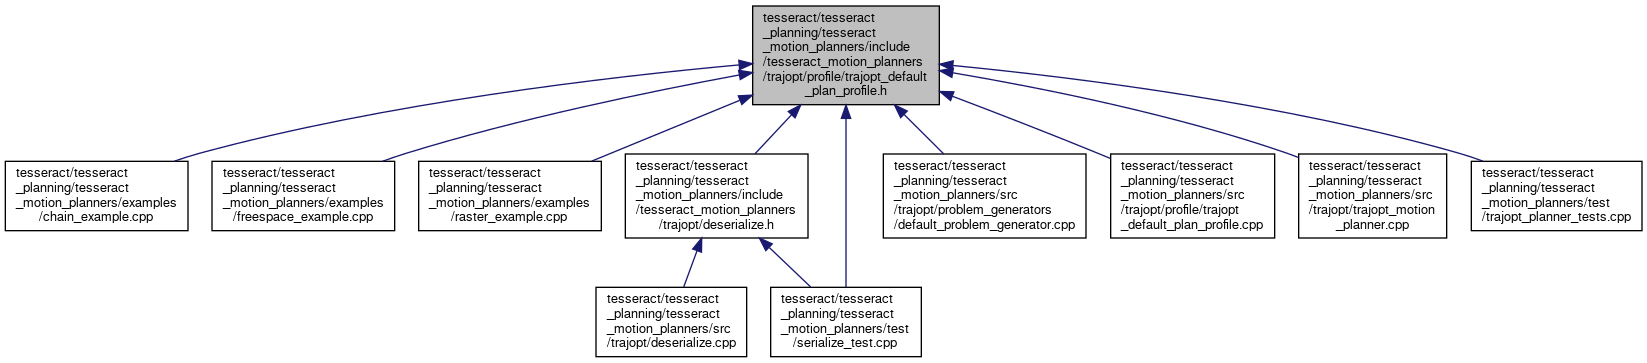 tesseract/tesseract
_planning/tesseract
_motion_planners/include
/tesseract_motion_planners
/trajopt/profile/trajopt_default
_plan_profile.h
tesseract/tesseract
_planning/tesseract
_motion_planners/examples
/chain_example.cpp
tesseract/tesseract
_planning/tesseract
_motion_planners/examples
/freespace_example.cpp
tesseract/tesseract
_planning/tesseract
_motion_planners/examples
/raster_example.cpp
tesseract/tesseract
_planning/tesseract
_motion_planners/include
/tesseract_motion_planners
/trajopt/deserialize.h
tesseract/tesseract
_planning/tesseract
_motion_planners/src
/trajopt/problem_generators
/default_problem_generator.cpp
tesseract/tesseract
_planning/tesseract
_motion_planners/src
/trajopt/profile/trajopt
_default_plan_profile.cpp
tesseract/tesseract
_planning/tesseract
_motion_planners/src
/trajopt/trajopt_motion
_planner.cpp
tesseract/tesseract
_planning/tesseract
_motion_planners/test
/trajopt_planner_tests.cpp
tesseract/tesseract
_planning/tesseract
_motion_planners/src
/trajopt/deserialize.cpp
tesseract/tesseract
_planning/tesseract
_motion_planners/test
/serialize_test.cpp